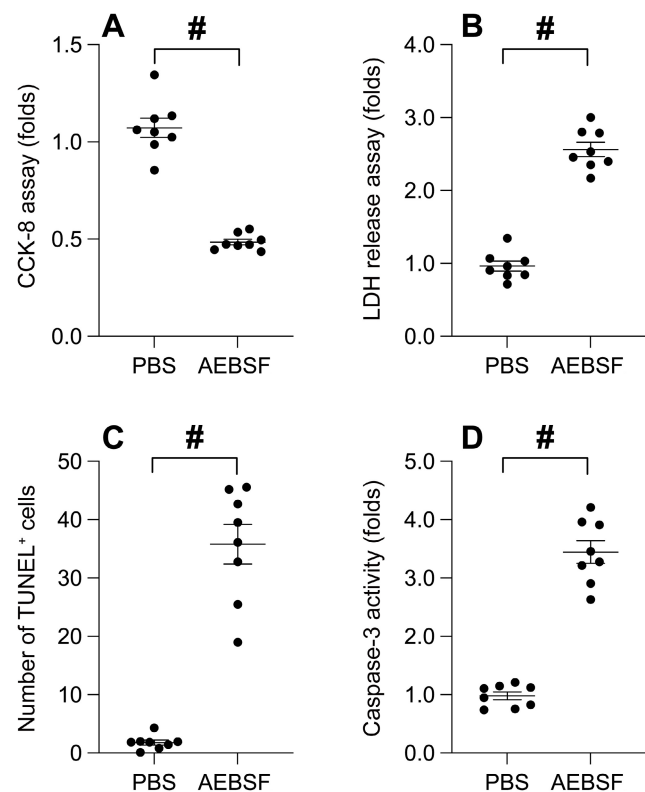 A
#
CCK-8 assay (folds)
1.5
1.0
0.5
0.0
PBS AEBSF
B
#
LDH release assay (folds)
4.0
3.0
2.0
1.0
0.0
PBS AEBSF
C
#
Number of TUNEL⁺ cells
50
40
30
20
10
0
PBS AEBSF
D
#
Caspase-3 activity (folds)
5.0
4.0
3.0
2.0
1.0
0.0
PBS AEBSF